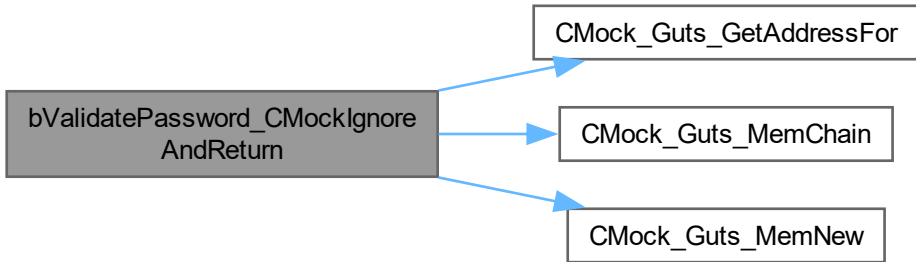 bValidatePassword_CMockIgnore
AndReturn
CMock_Guts_GetAddressFor
CMock_Guts_MemChain
CMock_Guts_MemNew